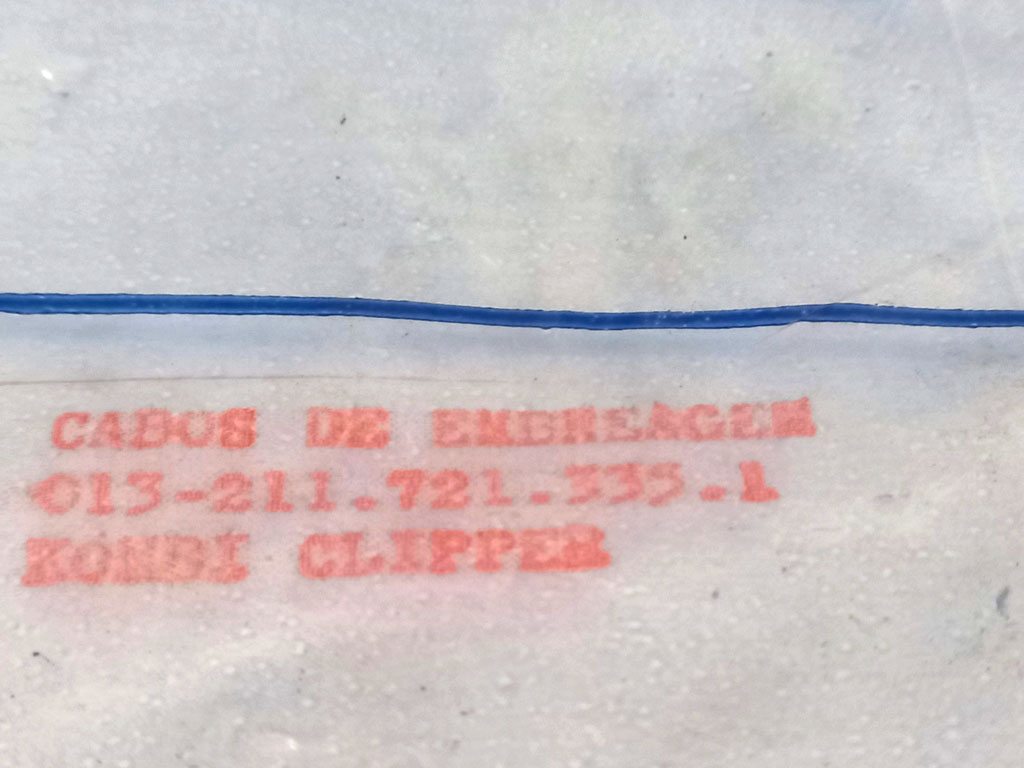 CABOS DE EMBREAGEM
013-211.721.335.1
KOMBI CLIPPER